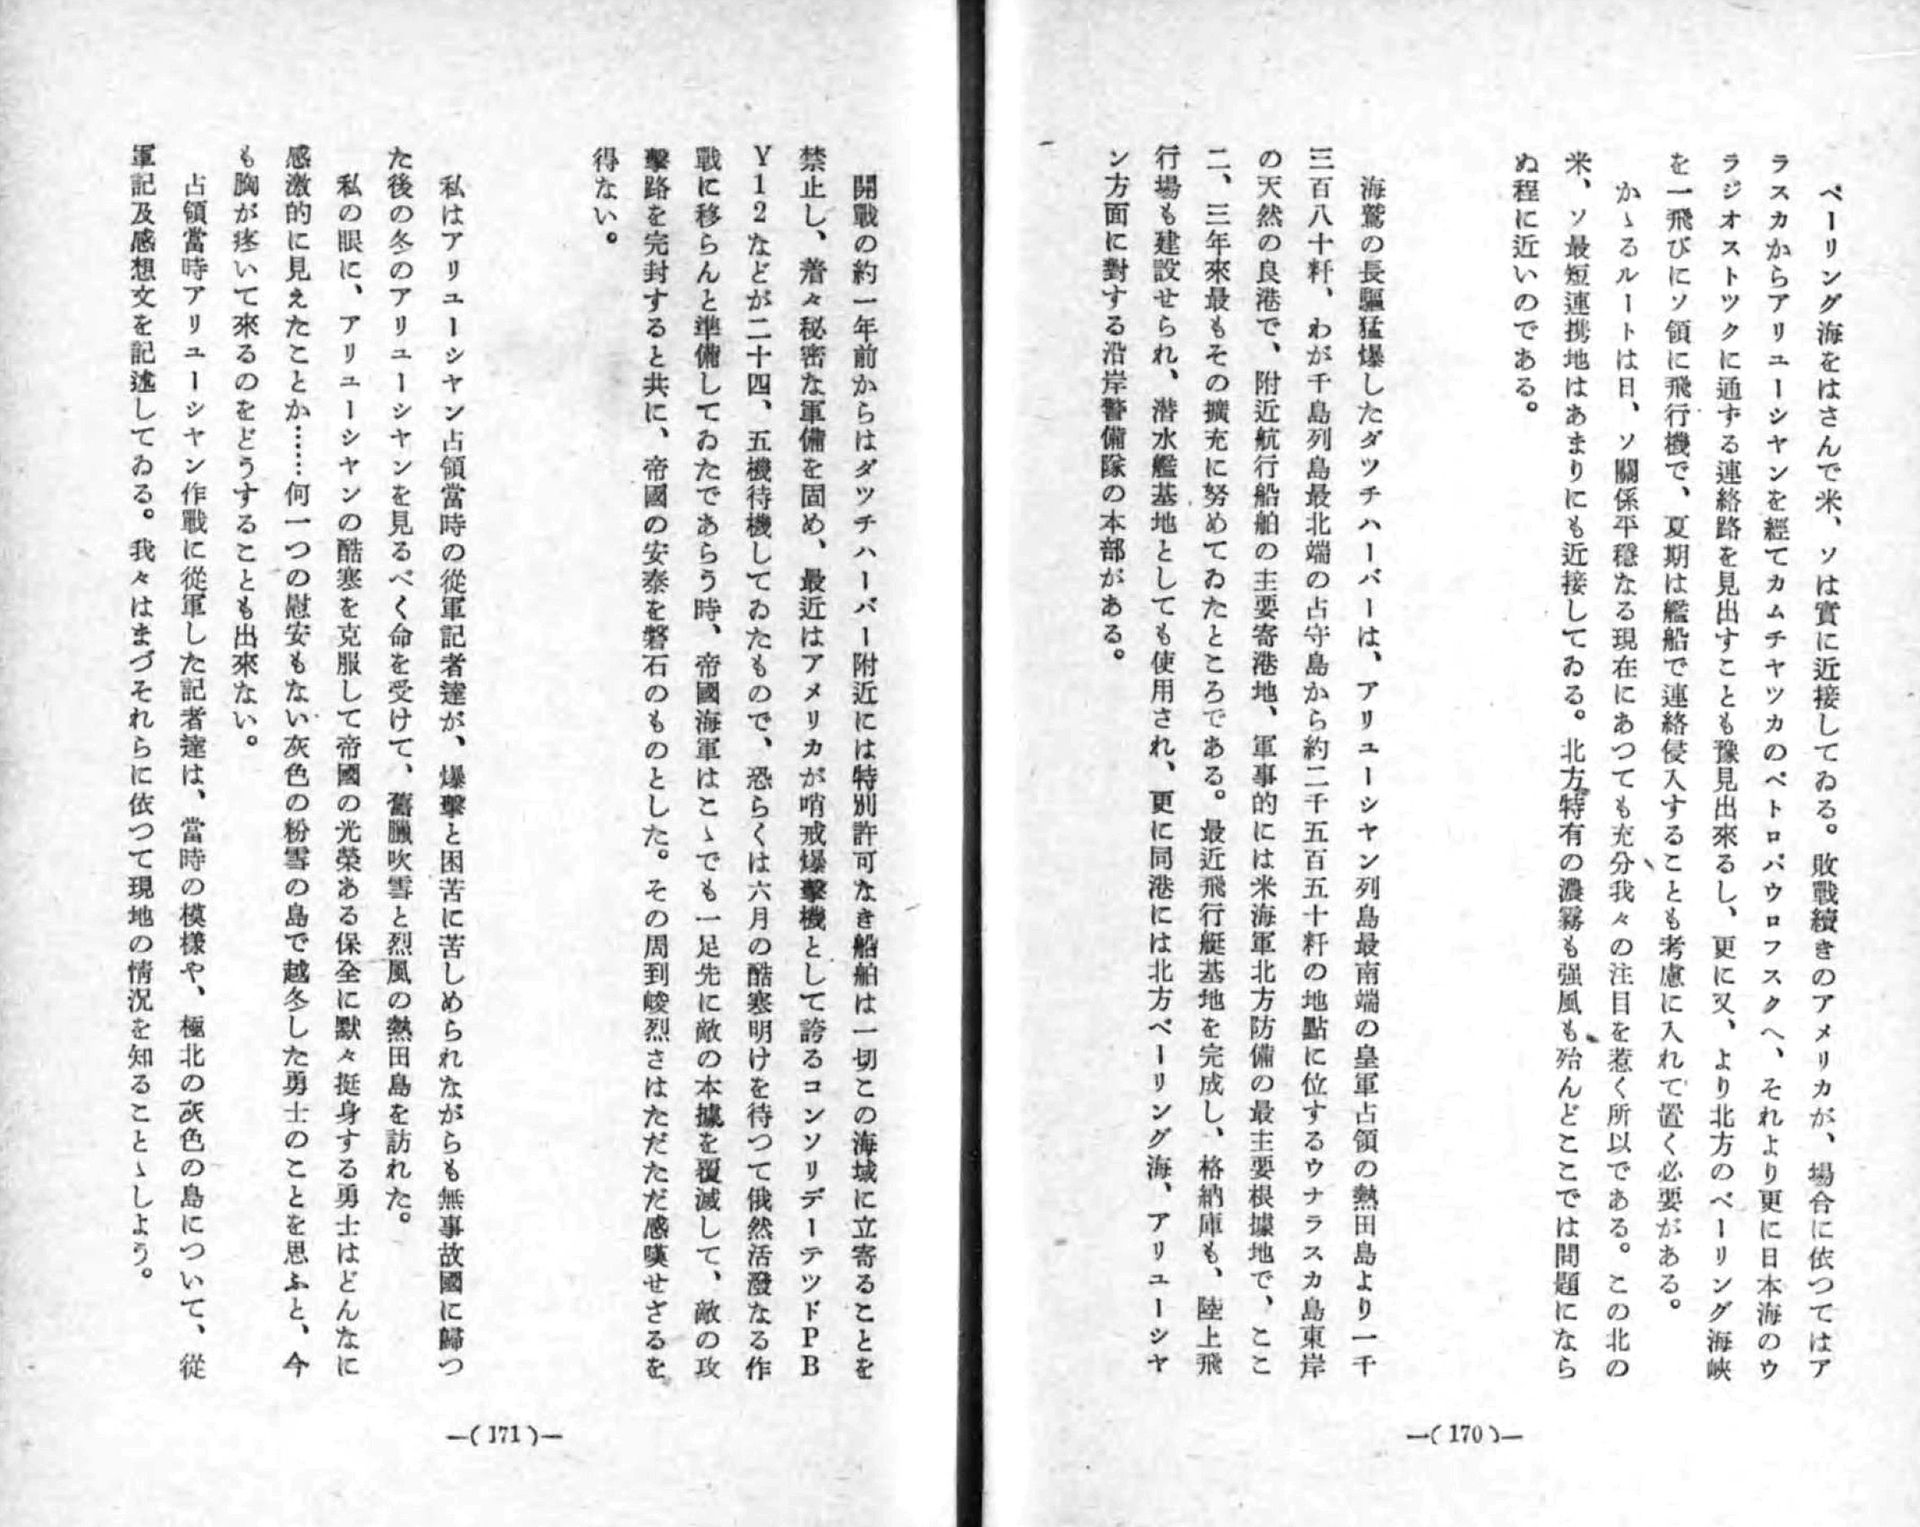 ベーリング海をはさんで米、ソは實に近接してゐる。敗戰續きのアメリカが、場合に依つてはア
ラスカからアリユーシヤンを經てカムチヤツカのペトロパウロフスクへ、それより更に日本海のウ
ラジオストツクに通ずる連絡路を見出すことも豫見出來るし、更に又、より北方のベーリング海峽
を一飛びにソ領に飛行機で、夏期は艦船で連絡侵入することも考慮に入れて置く必要がある。
かゝるルートは日、ソ關係平穩なる現在にあつても充分我々の注目を惹く所以である。この北の
米、ソ最短連携地はあまりにも近接してゐる。北方特有の濃霧も强風も殆んどここでは問題になら
ぬ程に近いのである。
海鷲の長驅猛爆したダツチハーバーは、アリユーシヤン列島最南端の皇軍占領の熱田島より一千
三百八十粁、わが千島列島最北端の占守島から約二千五百五十粁の地點に位するウナラスカ島東岸
の天然の良港で、附近航行船舶の主要寄港地、軍事的には米海軍北方防備の最主要根據地で、ここ
二、三年來最もその擴充に努めてゐたところである。最近飛行艇基地を完成し、格納庫も、陸上飛
行場も建設せられ、潜水艦基地としても使用され、更に同港には北方ベーリング海、アリユーシヤ
ン方面に對する沿岸警備隊の本部がある。
—(170)—
開戰の約一年前からはダツチハーバー附近には特別許可なき船舶は一切この海域に立寄ることを
禁止し、着々秘密な軍備を固め、最近はアメリカが哨戒爆擊機として誇るコンソリデーテツドPB
Y12などが二十四、五機待機してゐたもので、恐らくは六月の酷寒明けを待つて俄然活潑なる作
戰に移らんと準備してゐたであらう時、帝國海軍はこゝでも一足先に敵の本據を覆滅して、敵の攻
擊路を完封すると共に、帝國の安泰を磐石のものとした。その周到峻烈さはただただ感嘆せざるを
得ない。
私はアリユーシヤン占領當時の從軍記者達が、爆擊と困苦に苦しめられながらも無事故國に歸つ
た後の冬のアリユーシヤンを見るべく命を受けて、舊臘吹雪と烈風の熱田島を訪れた。
私の眼に、アリユーシヤンの酷寒を克服して帝國の光榮ある保全に默々挺身する勇士はどんなに
感激的に見えたことか……何一つの慰安もない灰色の粉雪の島で越冬した勇士のことを思ふと、今
も胸が疼いて來るのをどうすることも出來ない。
占領當時アリユーシヤン作戰に從軍した記者達は、當時の模樣や、極北の灰色の島について、從
軍記及感想文を記述してゐる。我々はまづそれらに依つて現地の情況を知ることゝしよう。
—(171)—